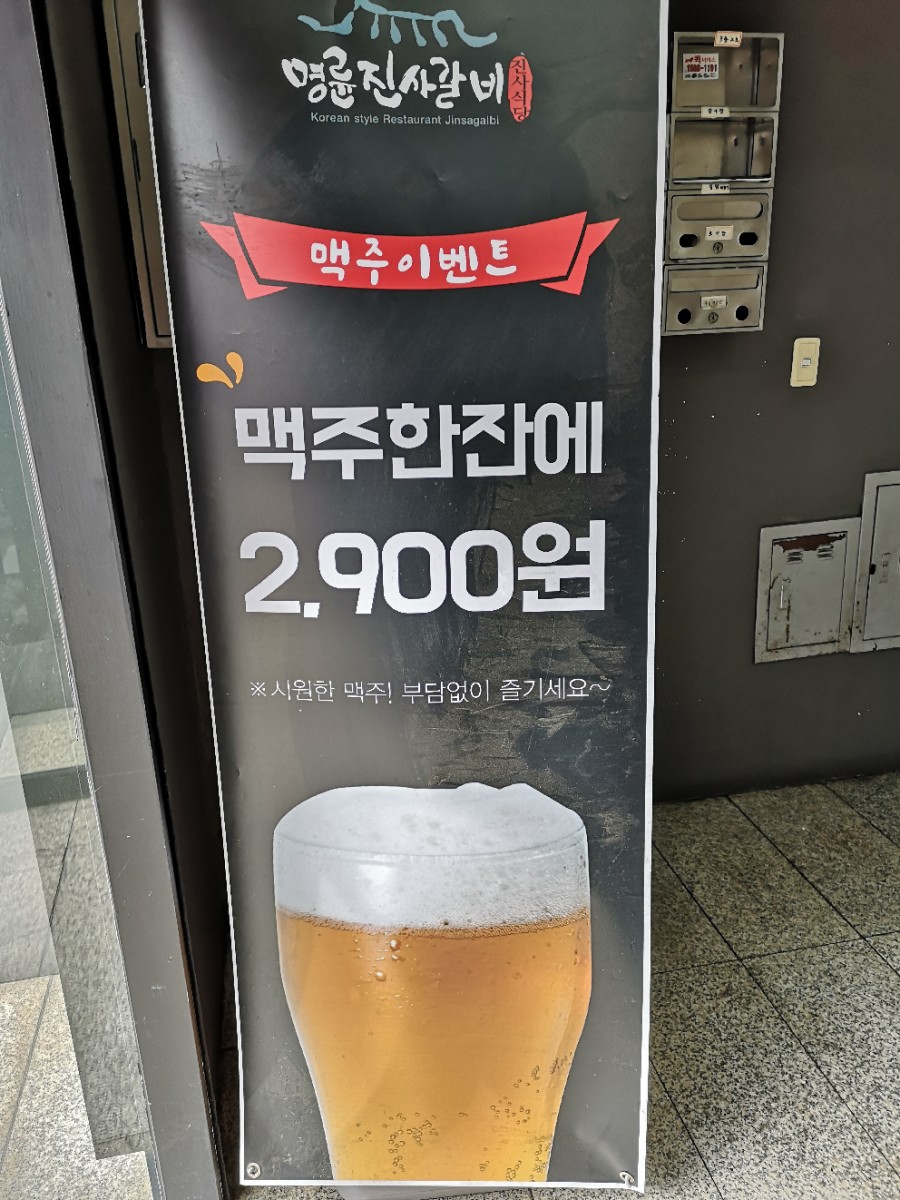 명륜진사갈비
진사식당
Korean style Restaurant Jinsagalbi
맥주이벤트
맥주한잔에
2,900원
※시원한 맥주! 부담없이 즐기세요~